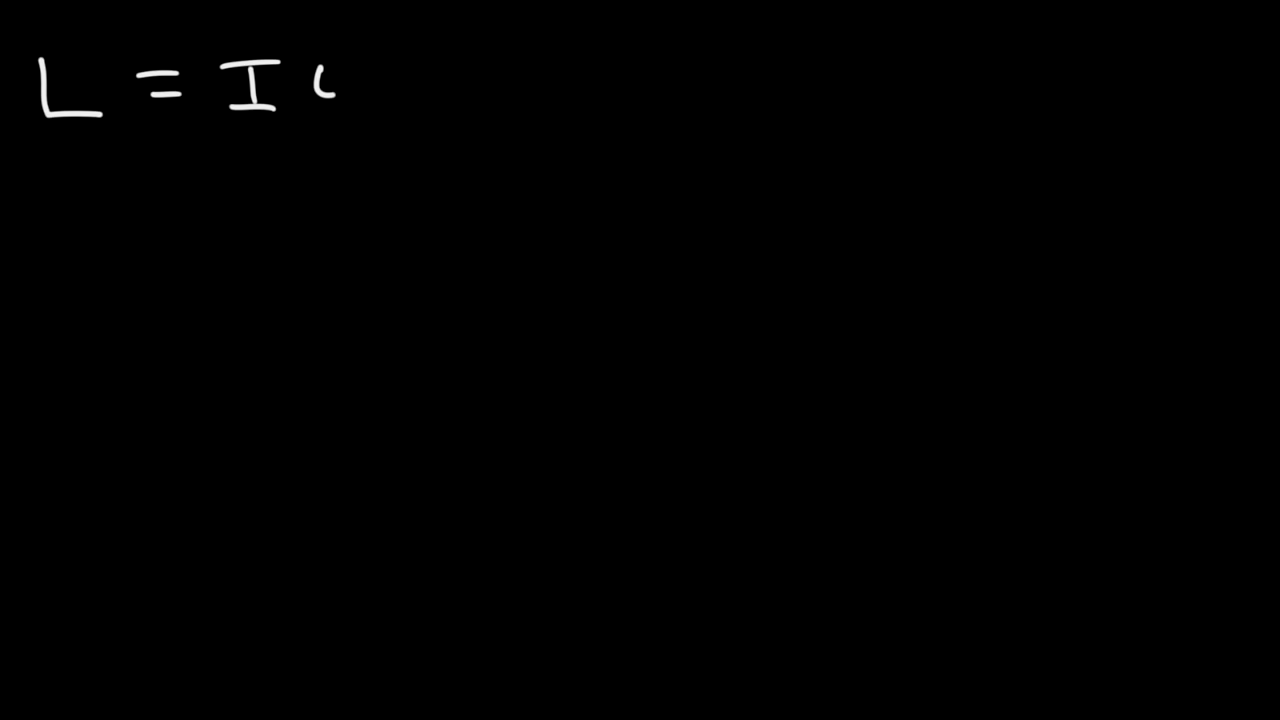 L = I